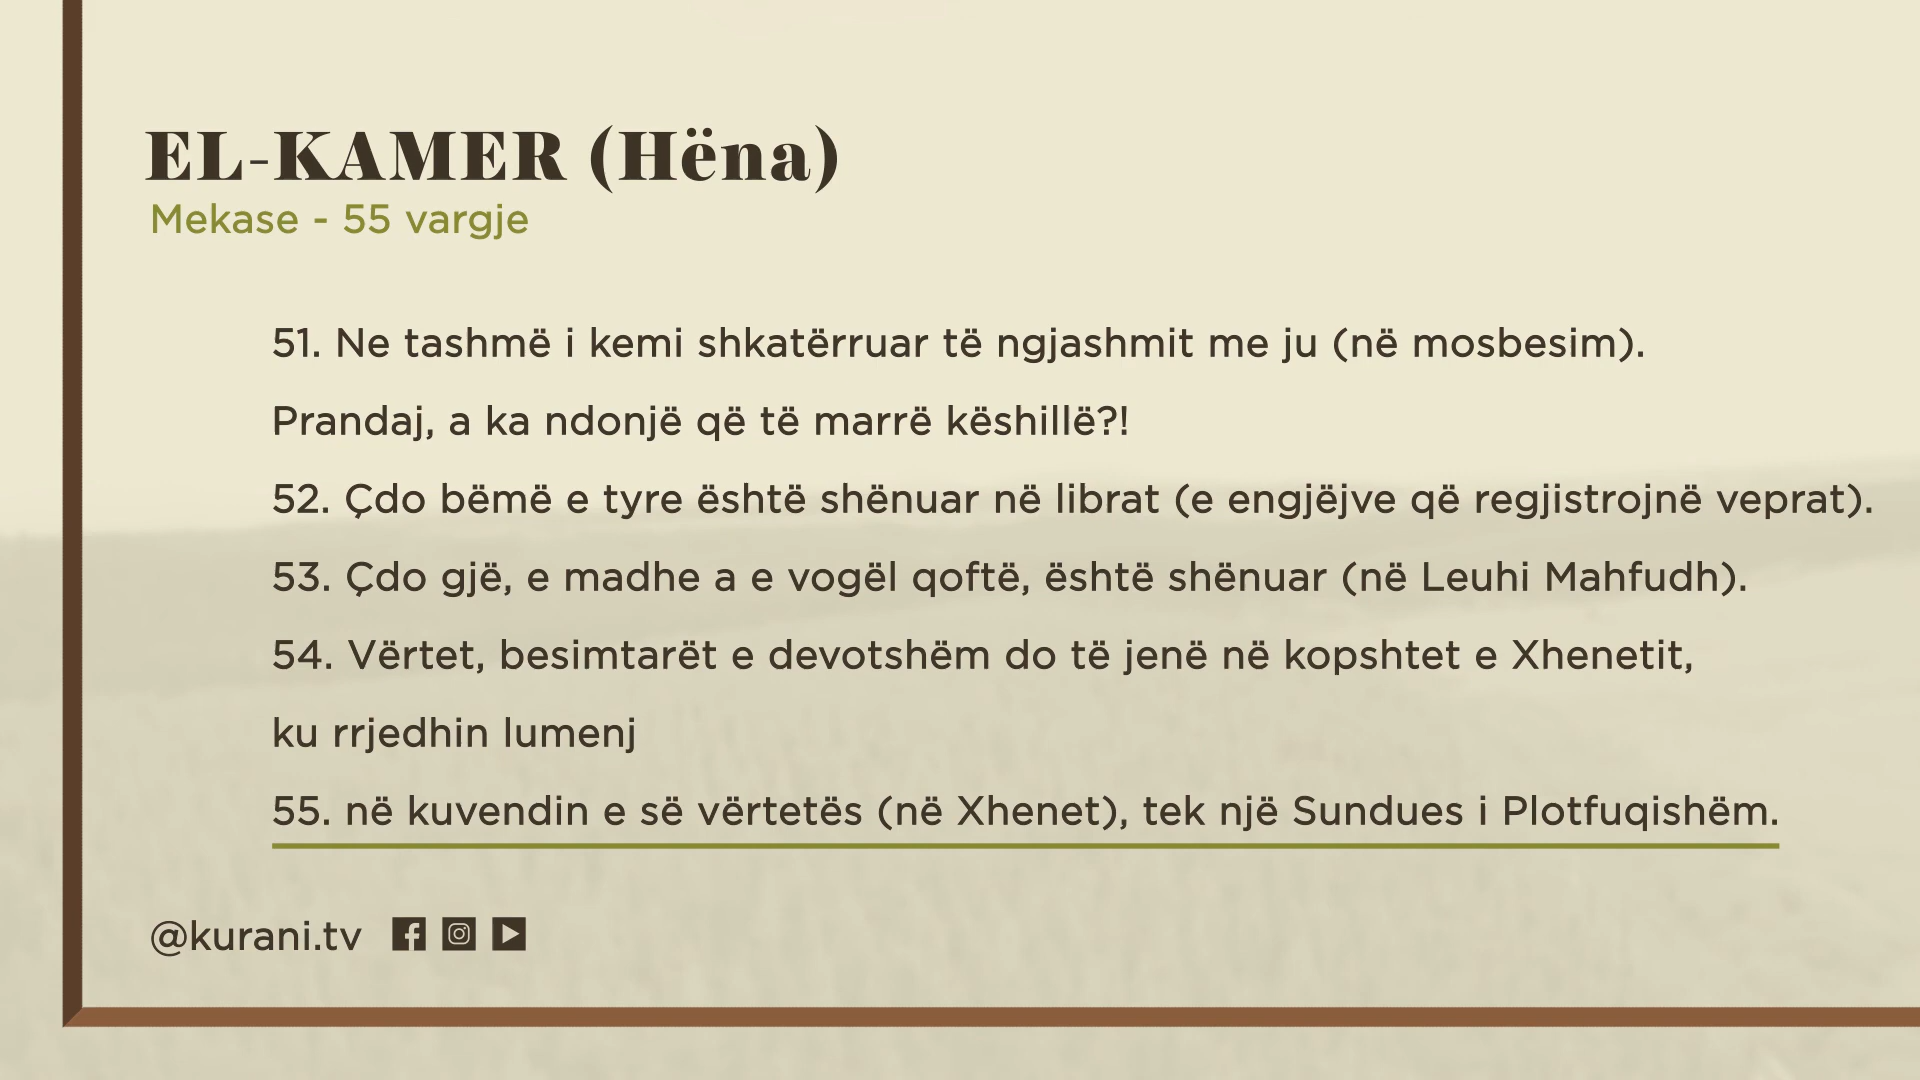 EL-KAMER (Hëna)
Mekase - 55 vargje
51. Ne tashmë i kemi shkatërruar të ngjashmit me ju (në mosbesim).
Prandaj, a ka ndonjë që të marrë këshillë?!
52. Çdo bëmë e tyre është shënuar në librat (e engjëjve që regjistrojnë veprat).
53. Çdo gjë, e madhe a e vogël qoftë, është shënuar (në Leuhi Mahfudh).
54. Vërtet, besimtarët e devotshëm do të jenë në kopshtet e Xhenetit,
ku rrjedhin lumenj
55. në kuvendin e së vërtetës (në Xhenet), tek një Sundues i Plotfuqishëm.
@kurani.tv